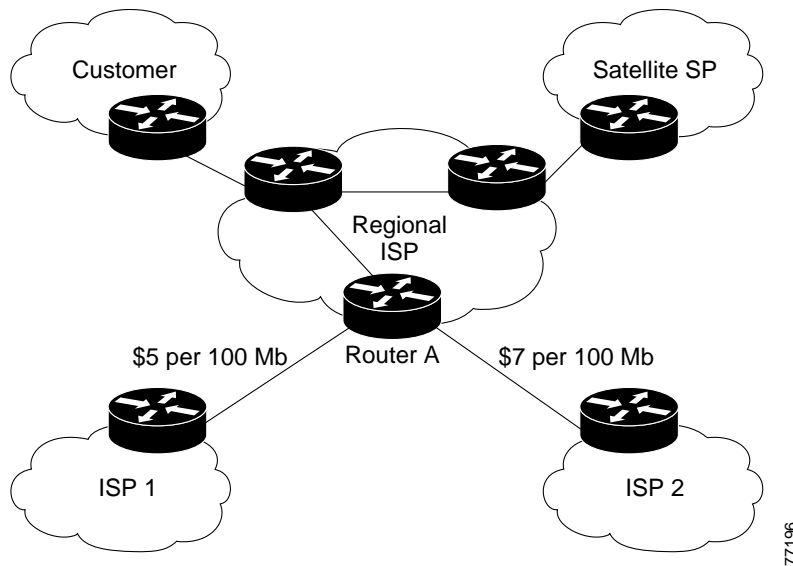 Customer
Satellite SP
Regional
ISP
$5 per 100 Mb
Router A
$7 per 100 Mb
ISP 1
ISP 2
77196